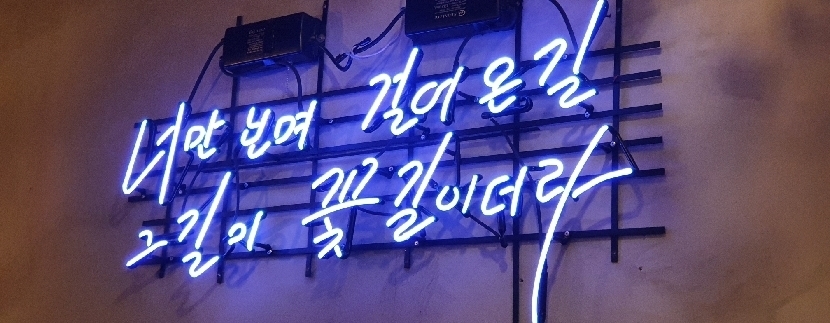 너만 보며 걸어온 길
그 길이 꽃길이더라